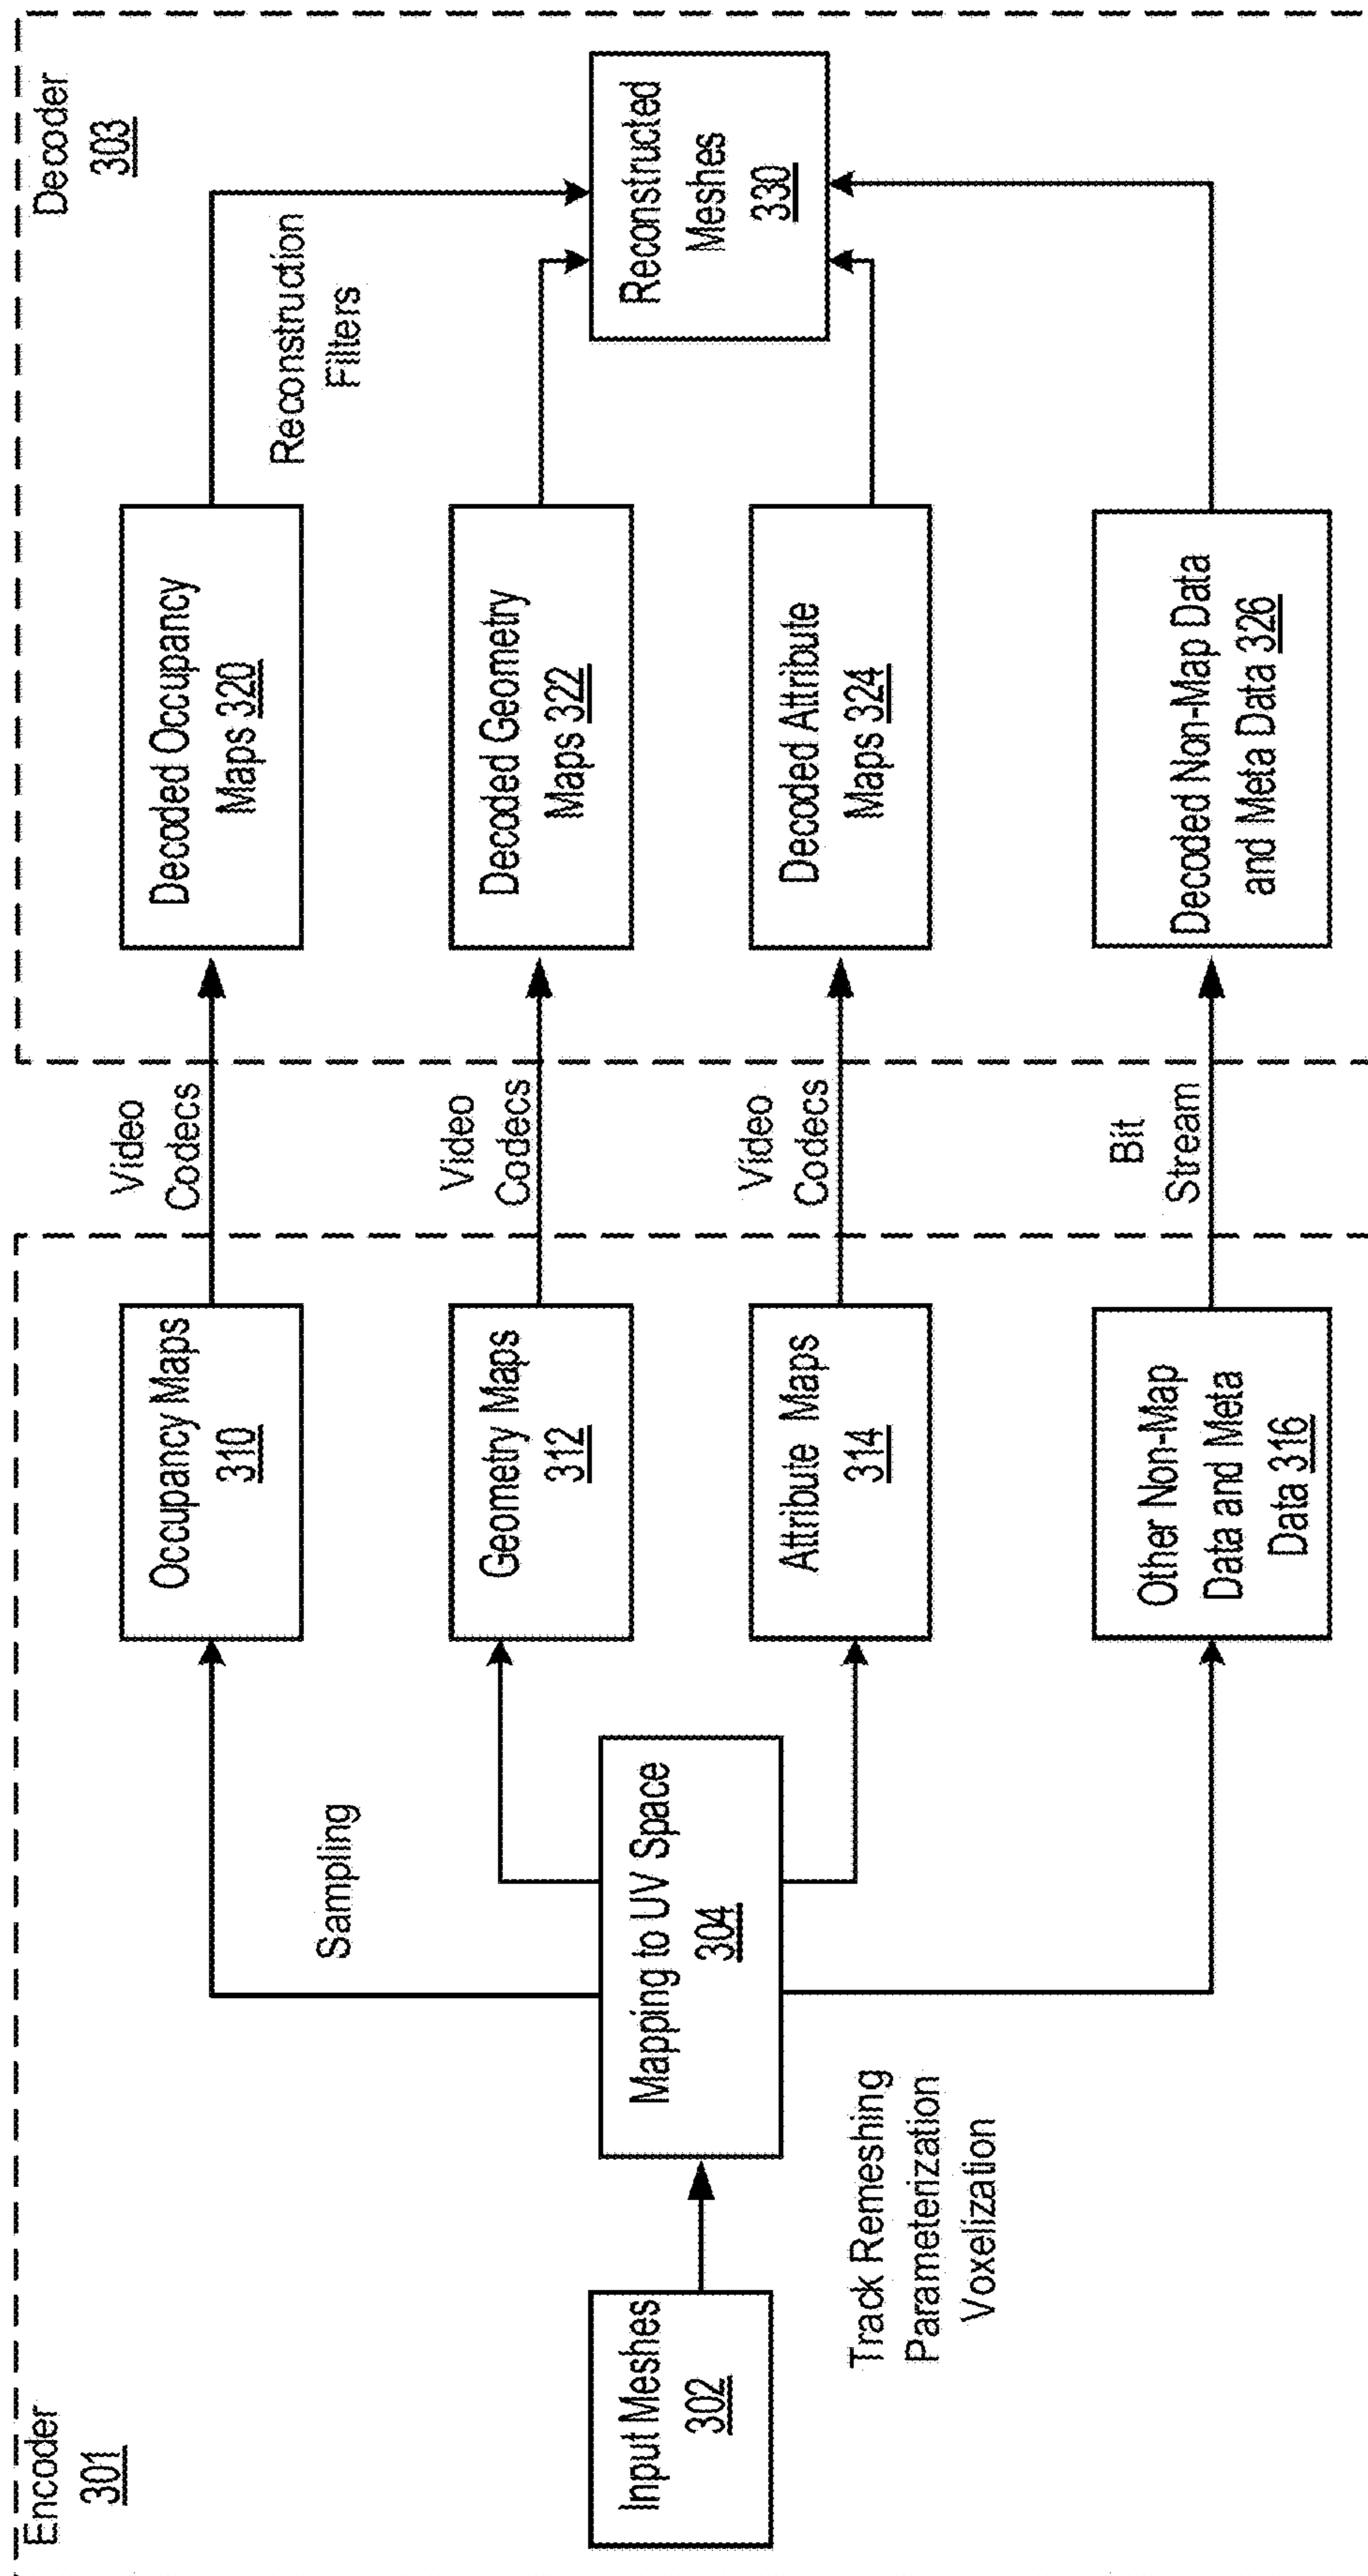 Encoder
301
Input Meshes
302
Track Remeshing
Parameterization
Voxelization
Mapping to UV Space
304
Sampling
Occupancy Maps
310
Geometry Maps
312
Attribute Maps
314
Other Non-Map
Data and Meta
Data 316
Video
Codecs
Video
Codecs
Video
Codecs
Bit
Stream
Decoder
303
Decoded Occupancy
Maps 320
Decoded Geometry
Maps 322
Decoded Attribute
Maps 324
Decoded Non-Map Data
and Meta Data 326
Reconstruction
Filters
Reconstructed
Meshes
330